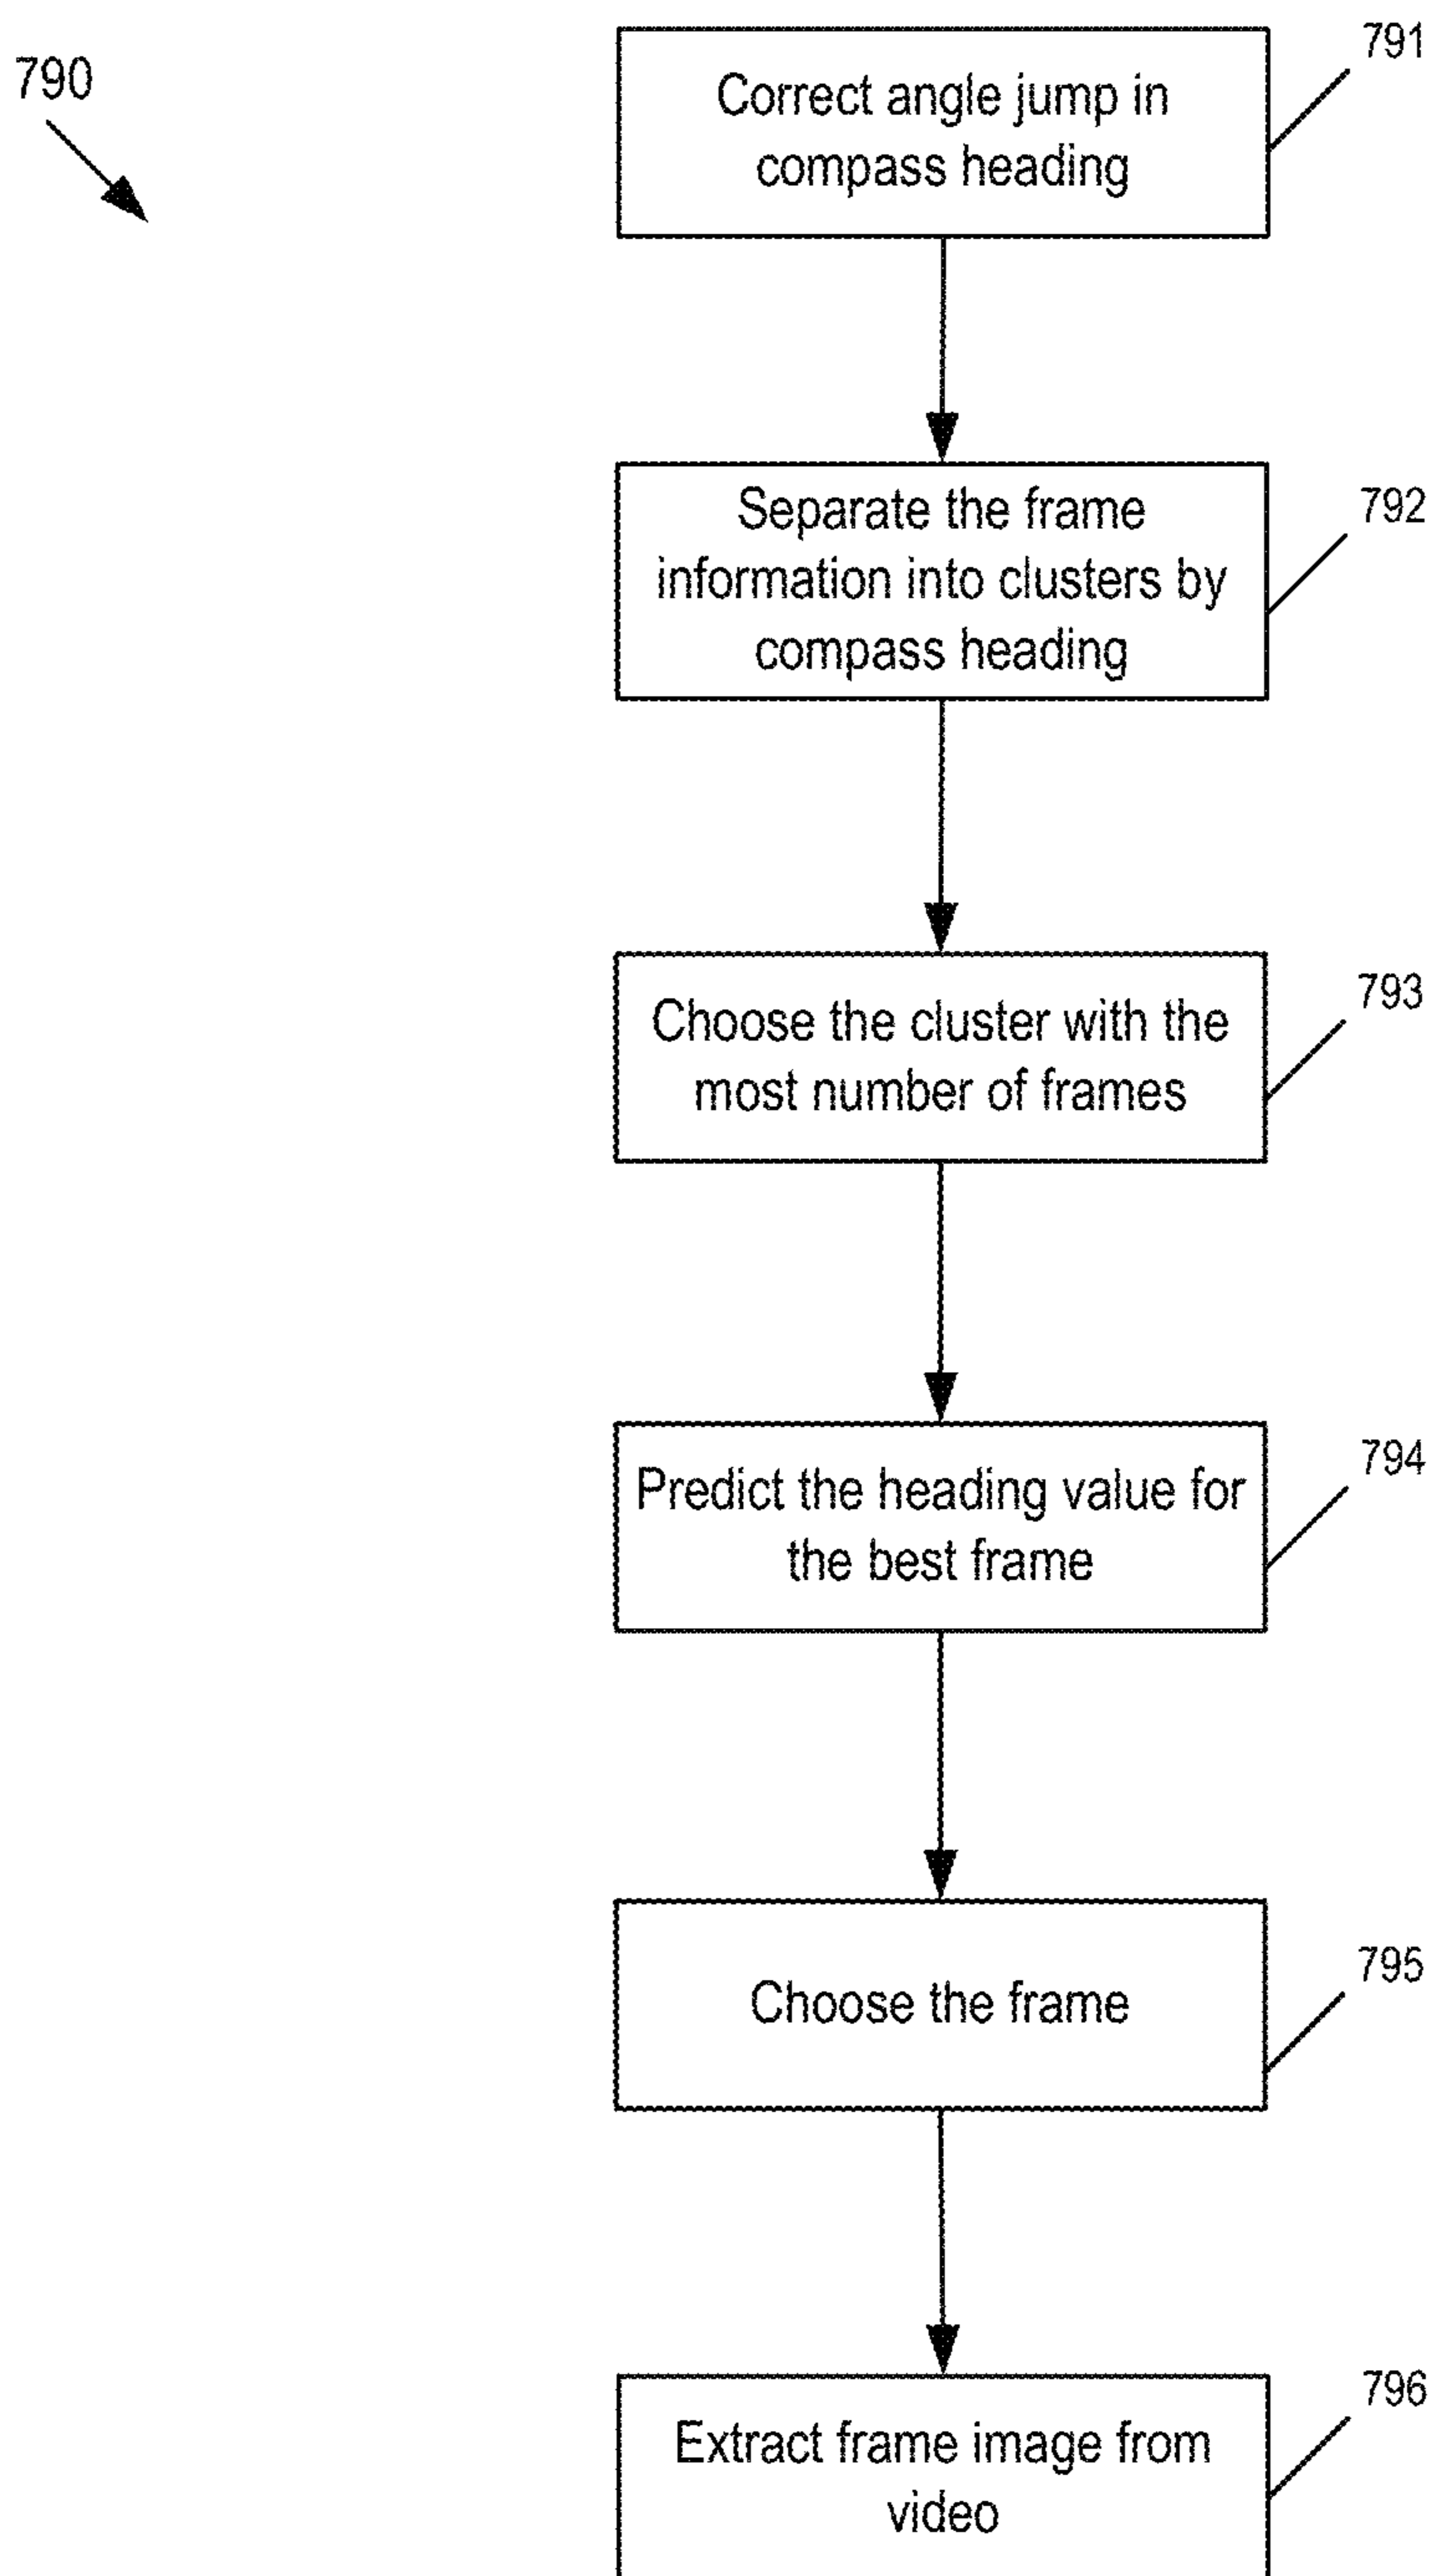 790
791
Correct angle jump in
compass heading
792
Separate the frame
information into clusters by
compass heading
793
Choose the cluster with the
most number of frames
794
Predict the heading value for
the best frame
795
Choose the frame
796
Extract frame image from
video